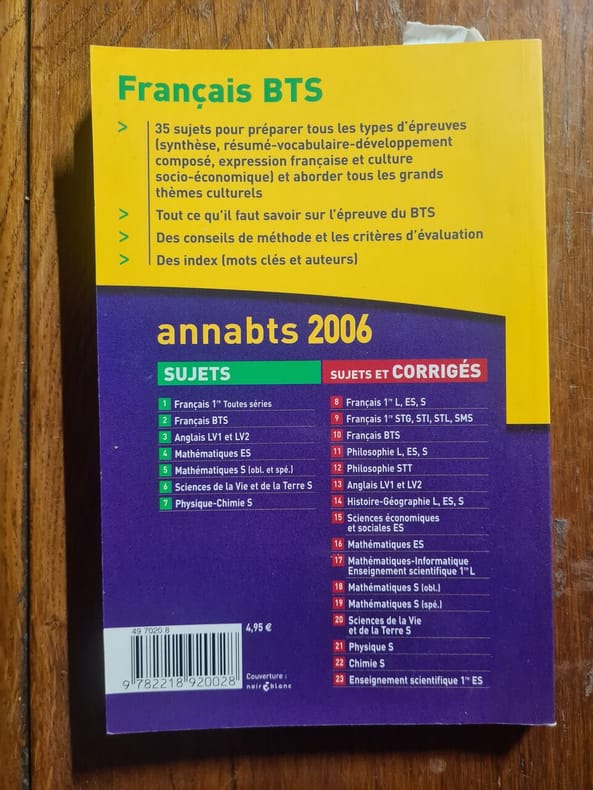 Français BTS
> 35 sujets pour préparer tous les types d'épreuves
(synthèse, résumé-vocabulaire-développement
composé, expression française et culture
socio-économique) et aborder tous les grands
thèmes culturels
> Tout ce qu'il faut savoir sur l'épreuve du BTS
> Des conseils de méthode et les critères d'évaluation
> Des index (mots clés et auteurs)
annabts 2006
SUJETS
1 Français 1re Toutes séries
2 Français BTS
3 Anglais LV1 et LV2
4 Mathématiques ES
5 Mathématiques S (obl. et spé.)
6 Sciences de la Vie et de la Terre S
7 Physique-Chimie S
SUJETS ET CORRIGÉS
8 Français 1re L, ES, S
9 Français 1re STG, STI, STL, SMS
10 Français BTS
11 Philosophie L, ES, S
12 Philosophie STT
13 Anglais LV1 et LV2
14 Histoire-Géographie L, ES, S
15 Sciences économiques
et sociales ES
16 Mathématiques ES
17 Mathématiques-Informatique
Enseignement scientifique 1re L
18 Mathématiques S (obl.)
19 Mathématiques S (spé.)
20 Sciences de la Vie
et de la Terre S
21 Physique S
22 Chimie S
23 Enseignement scientifique 1re ES
49 7020 8
4,95 €
9 782218 920028
Couverture :
noir & blanc